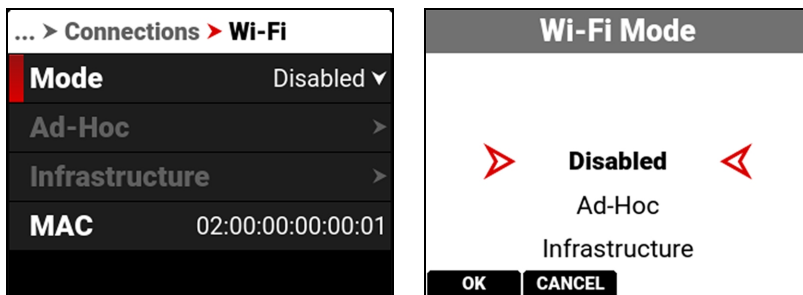 ... > Connections > Wi-Fi
Mode Disabled
Ad-Hoc >
Infrastructure >
MAC 02:00:00:00:00:01
Wi-Fi Mode
Disabled
Ad-Hoc
Infrastructure
OK CANCEL